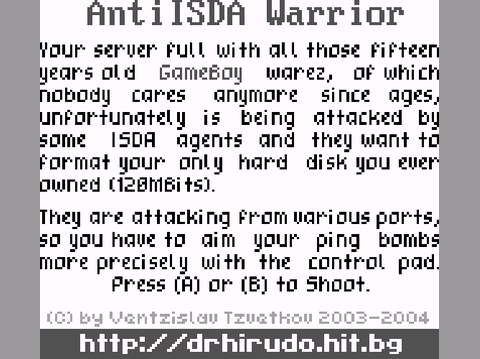 AntiISDA Warrior
Your server full with all those fifteen
years old GameBoy warez, of which
nobody cares anymore since ages,
unfortunately is being attacked by
some ISDA agents and they want to
format your only hard disk you ever
owned (120MBits).
They are attacking from various ports,
so you have to aim your ping bombs
more precisely with the control pad.
Press (A) or (B) to Shoot.
(C) by Ventzislav Tzvetkov 2003-2004
http://drhirudo.hit.bg